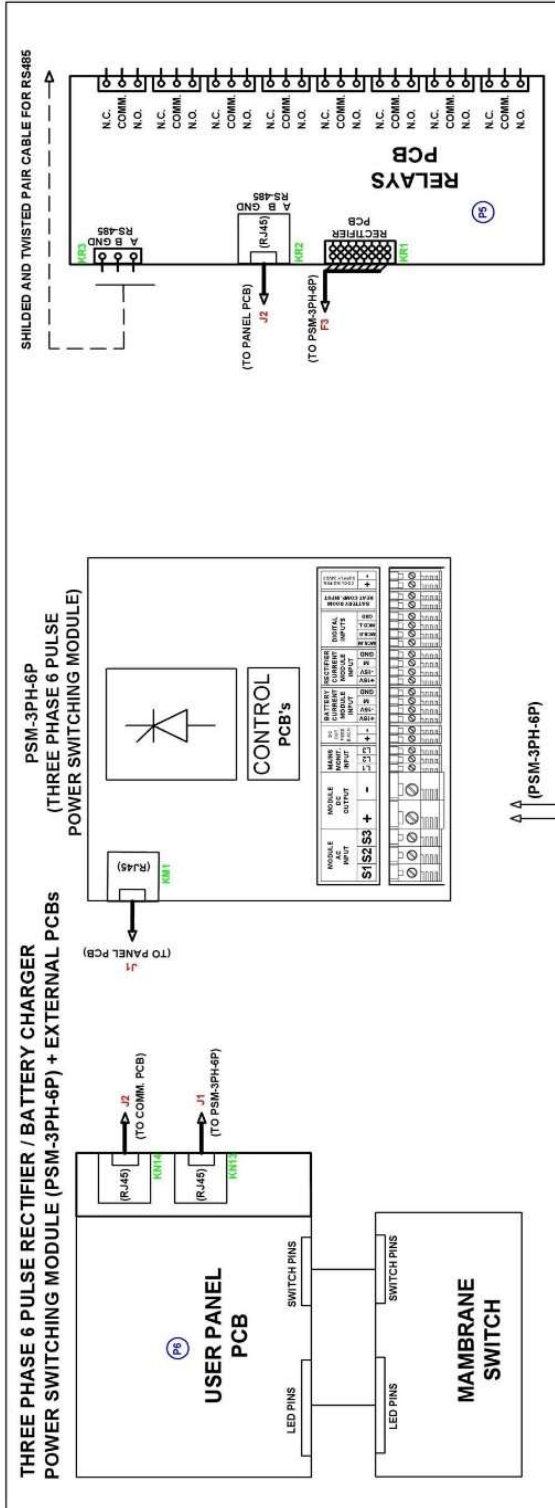 THREE PHASE 6 PULSE RECTIFIER / BATTERY CHARGER
POWER SWITCHING MODULE (PSM-3PH-6P) + EXTERNAL PCBs
P6
USER PANEL
PCB
(RJ45)
KN14
J2
(TO COMM. PCB)
(RJ45)
KN13
J1
(TO PSM-3PH-6P)
LED PINS
SWITCH PINS
LED PINS
SWITCH PINS
MAMBRANE
SWITCH
PSM-3PH-6P
(THREE PHASE 6 PULSE
POWER SWITCHING MODULE)
(RJ45)
KM1
J1
(TO PANEL PCB)
CONTROL
PCB's
MODULE
AC
INPUT
S1 S2 S3
MODULE
DC
OUTPUT
+ -
MAINS
MONIT.
INPUT
L1 L2 L3
+ -
BATTERY
CURRENT
MODULE
INPUT
+15V -15V M GND
RECTIFIER
CURRENT
MODULE
INPUT
+15V -15V M GND
DIGITAL
INPUTS
GND
BATTERY ROOM
HEAT COMP. INPUT
+ -
(PSM-3PH-6P)
SHILDED AND TWISTED PAIR CABLE FOR RS485
KR3
A B GND
RS-485
(RJ45)
A B GND
RS-485
KR2
J2
(TO PANEL PCB)
RECTIFIER
PCB
KR1
F3
(TO PSM-3PH-6P)
RELAYS
PCB
P5
N.C.
COMM.
N.O.
N.C.
COMM.
N.O.
N.C.
COMM.
N.O.
N.C.
COMM.
N.O.
N.C.
COMM.
N.O.
N.C.
COMM.
N.O.
N.C.
COMM.
N.O.
N.C.
COMM.
N.O.